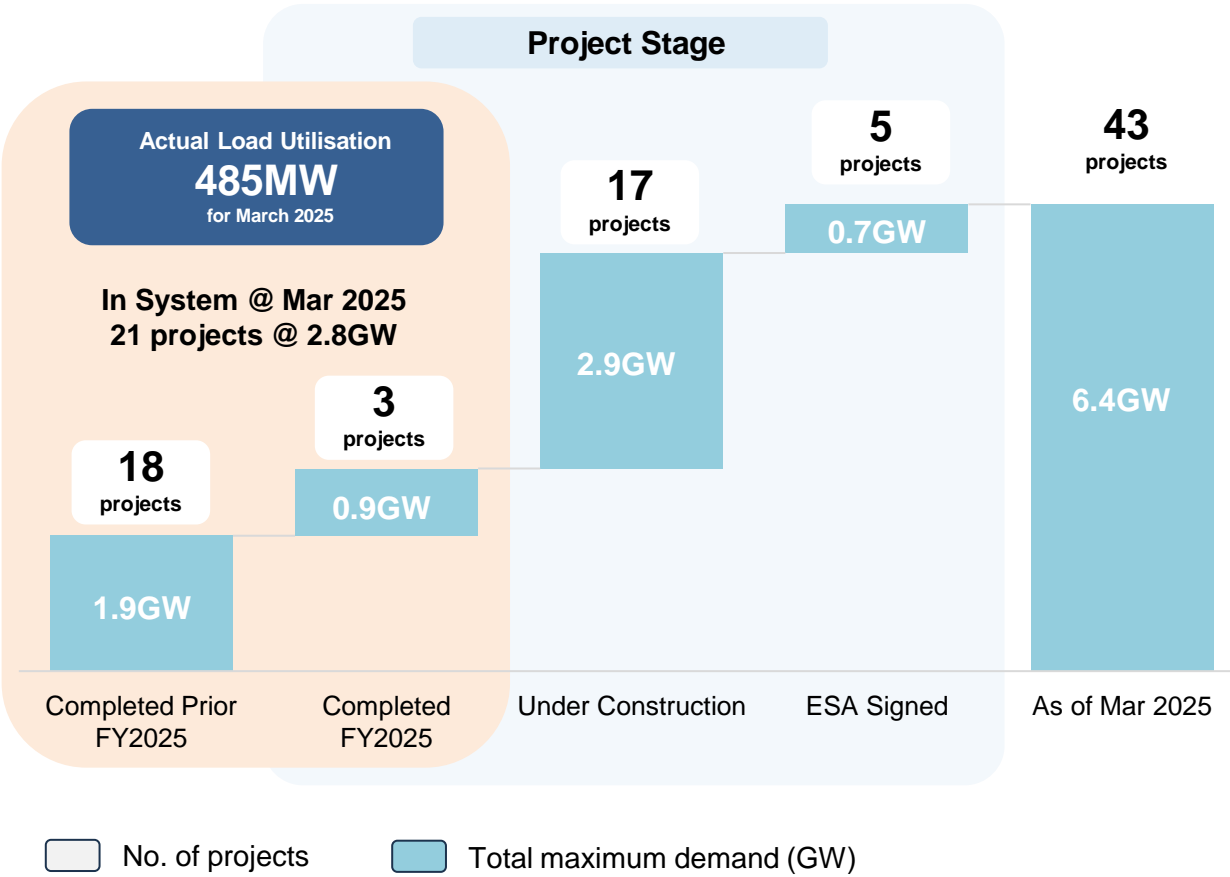 Project Stage
Actual Load Utilisation
485MW
for March 2025
In System @ Mar 2025
21 projects @ 2.8GW
18
projects
1.9GW
3
projects
0.9GW
17
projects
2.9GW
5
projects
0.7GW
43
projects
6.4GW
Completed Prior
FY2025
Completed
FY2025
Under Construction
ESA Signed
As of Mar 2025
No. of projects
Total maximum demand (GW)